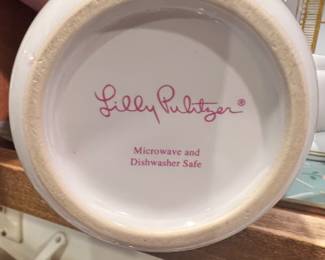 Lilly Pulitzer®
Microwave and
Dishwasher Safe